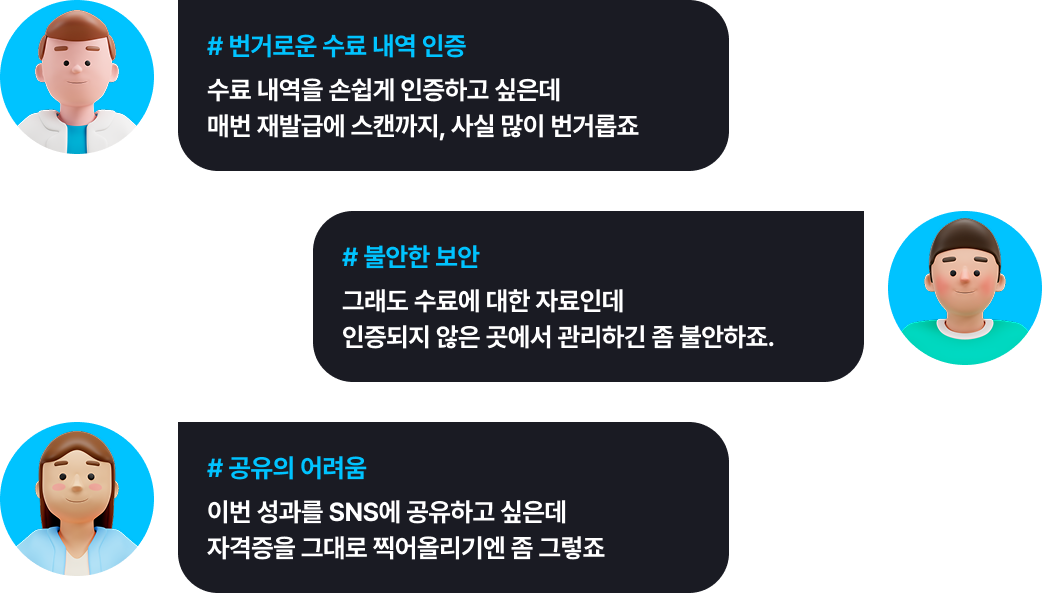 # 번거로운 수료 내역 인증
수료 내역을 손쉽게 인증하고 싶은데
매번 재발급에 스캔까지, 사실 많이 번거롭죠
# 불안한 보안
그래도 수료에 대한 자료인데
인증되지 않은 곳에서 관리하긴 좀 불안하죠.
# 공유의 어려움
이번 성과를 SNS에 공유하고 싶은데
자격증을 그대로 찍어올리기엔 좀 그렇죠